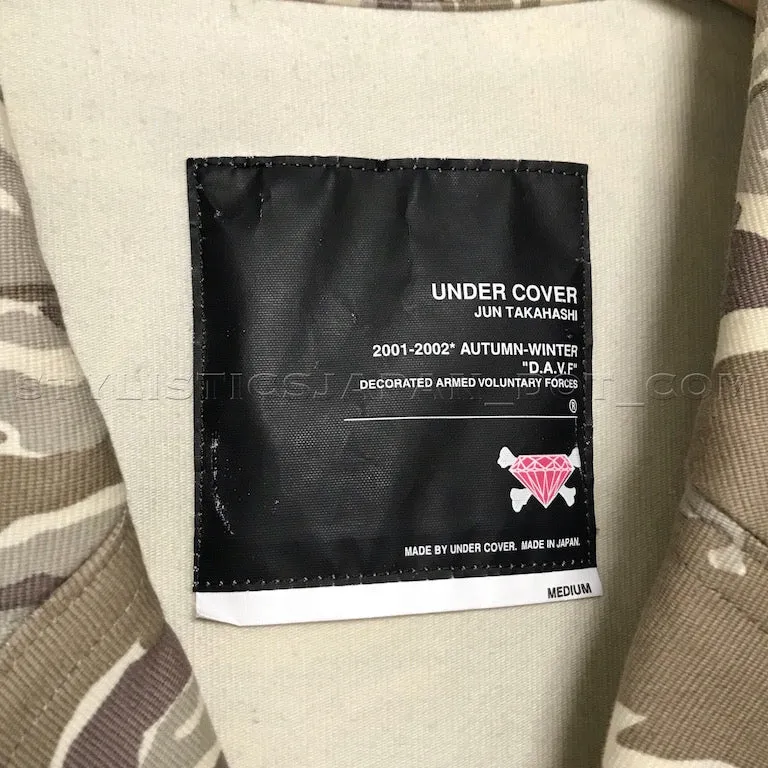 UNDER COVER
JUN TAKAHASHI
2001-2002* AUTUMN-WINTER
"D.A.V.F"
STYLISTICSJAPAN_DOT_COM
DECORATED ARMED VOLUNTARY FORCES
®
MADE BY UNDER COVER. MADE IN JAPAN.
MEDIUM